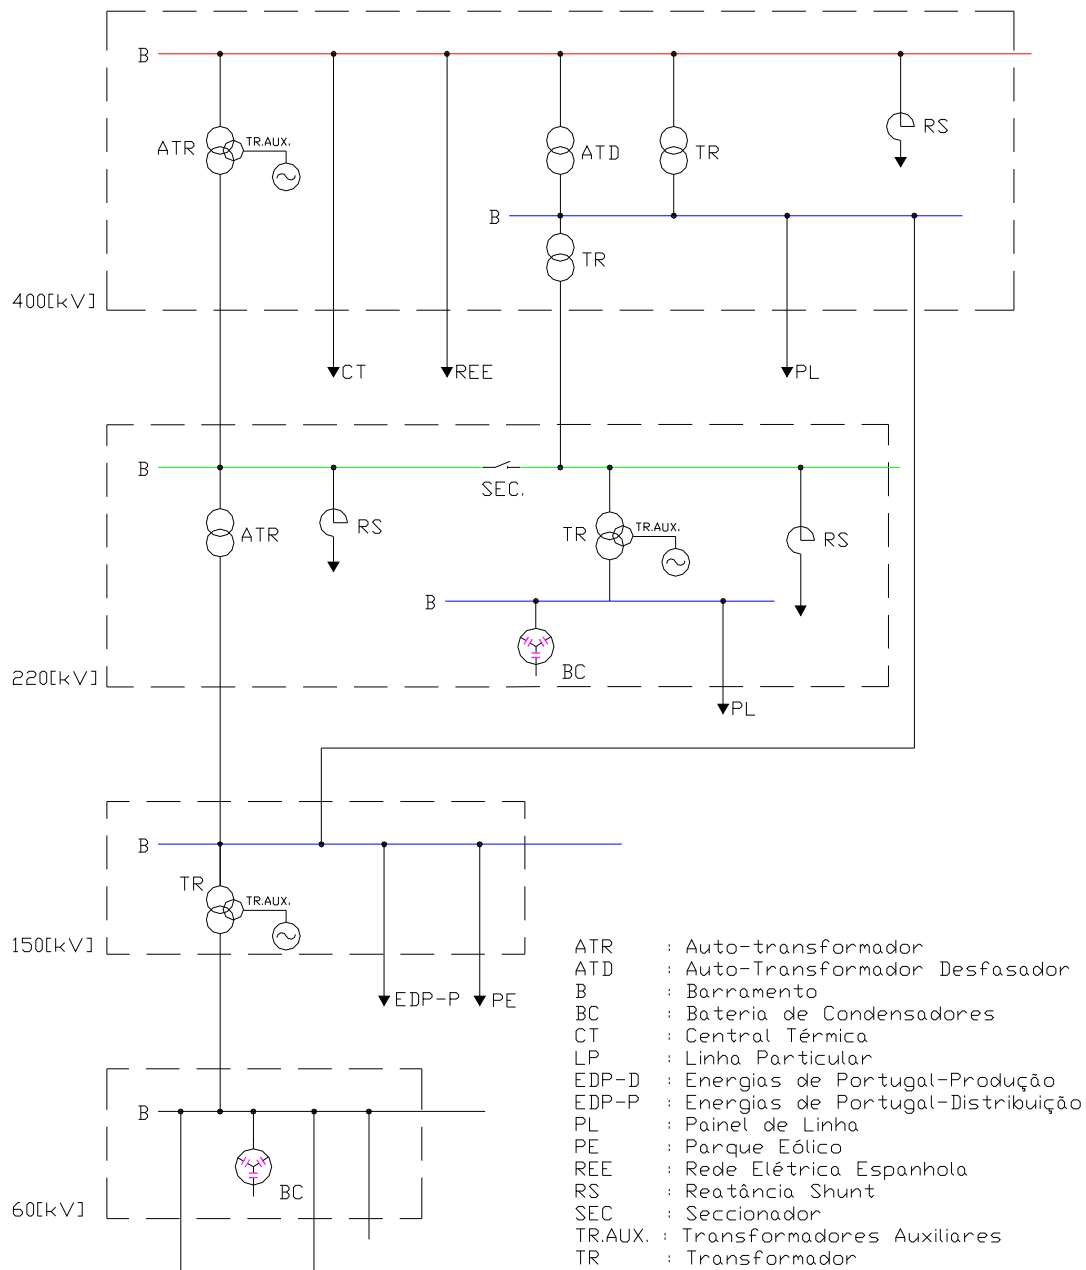 B
ATR
TR.AUX.
ATD
TR
RS
B
TR
400[kV]
CT
REE
PL
B
SEC.
ATR
RS
TR
TR.AUX.
RS
B
BC
220[kV]
PL
B
TR
TR.AUX.
150[kV]
EDP-P
PE
B
BC
60[kV]
ATR : Auto-transformador
ATD : Auto-Transformador Desfasador
B : Barramento
BC : Bateria de Condensadores
CT : Central Térmica
LP : Linha Particular
EDP-D : Energias de Portugal-Produção
EDP-P : Energias de Portugal-Distribuição
PL : Painel de Linha
PE : Parque Eólico
REE : Rede Elétrica Espanhola
RS : Reatância Shunt
SEC : Seccionador
TR.AUX. : Transformadores Auxiliares
TR : Transformador